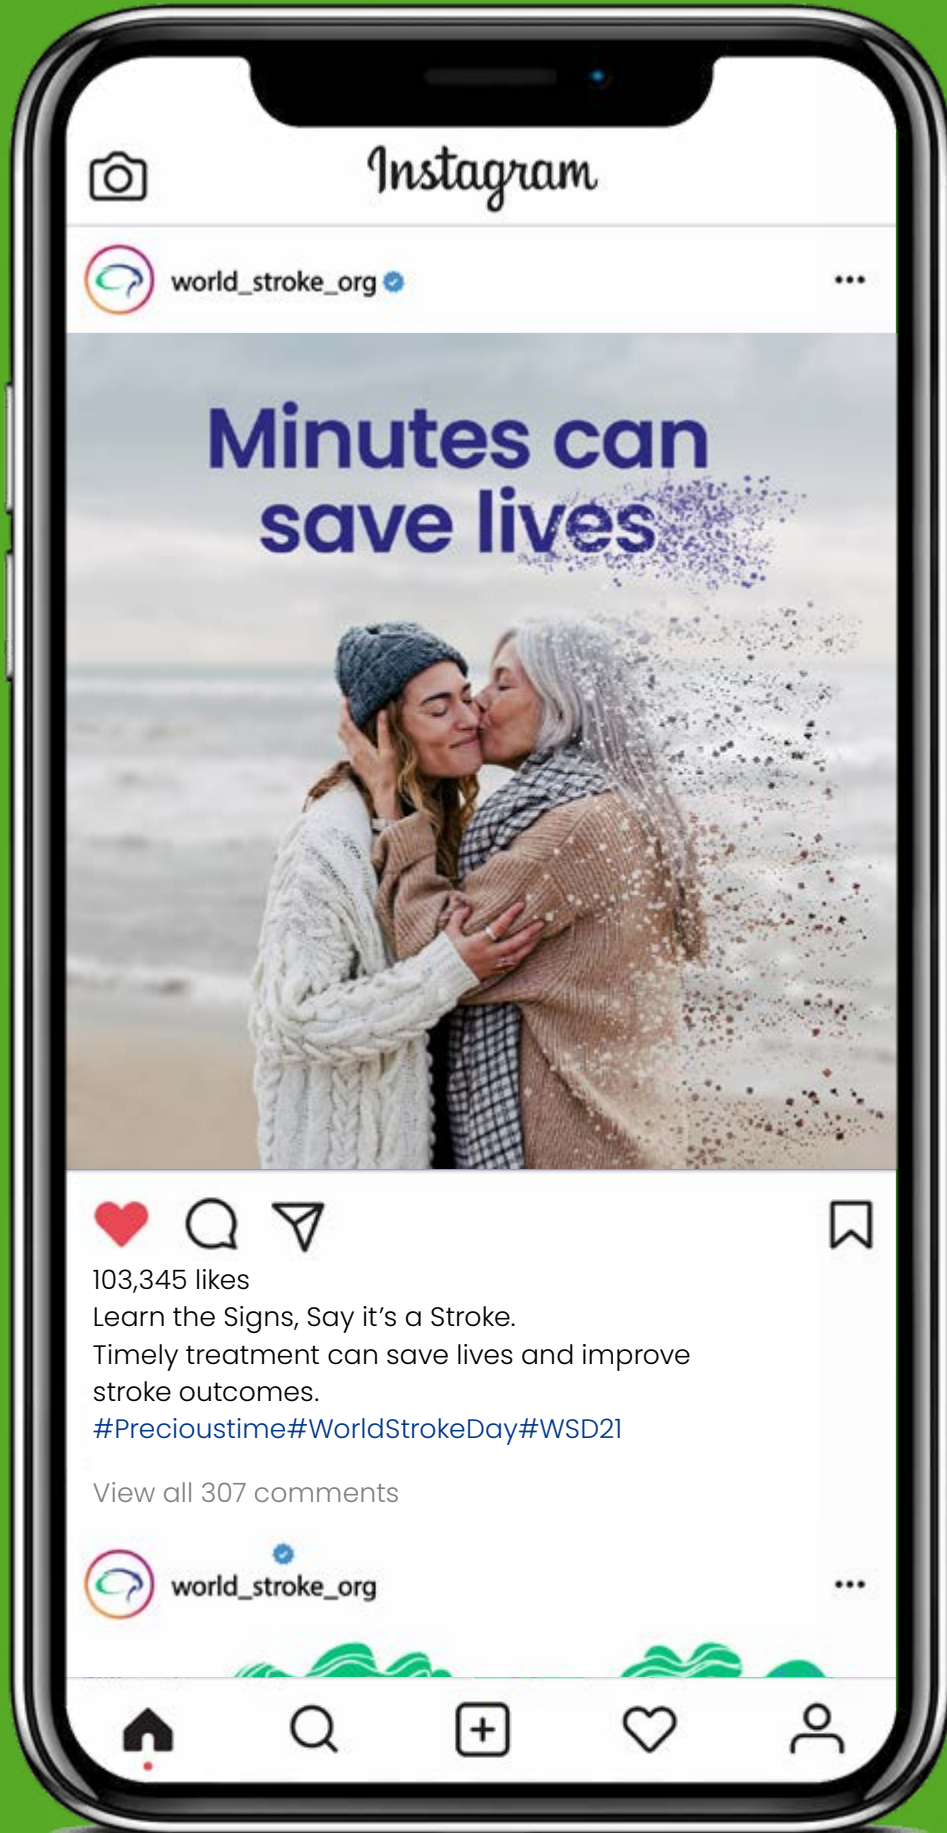 Instagram
world_stroke_org
Minutes can
save lives
103,345 likes
Learn the Signs, Say it’s a Stroke.
Timely treatment can save lives and improve
stroke outcomes.
#Precioustime#WorldStrokeDay#WSD21
View all 307 comments
world_stroke_org